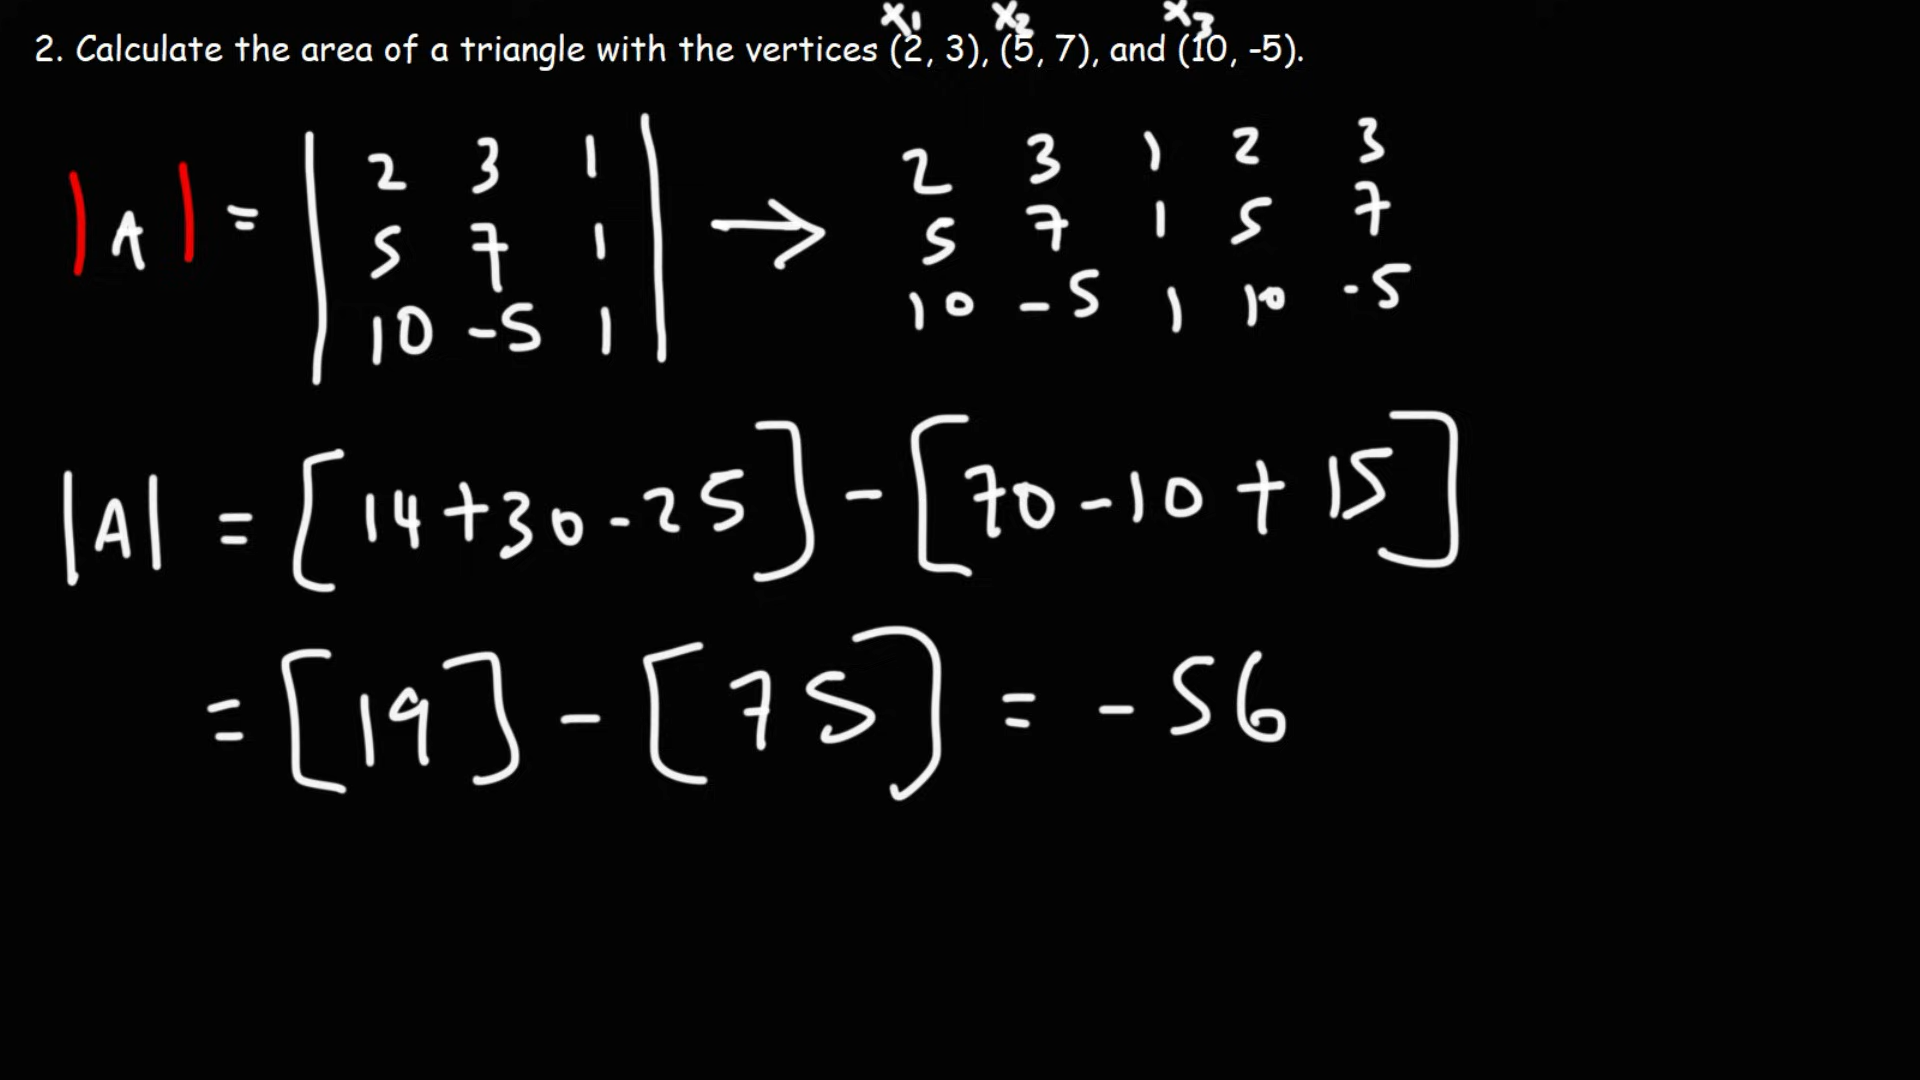 x1 x2 x3
2. Calculate the area of a triangle with the vertices (2, 3), (5, 7), and (10, -5).
|A| = | 2 3 1 | → 2 3 1 2 3
| 5 7 1 | 5 7 1 5 7
| 10 -5 1 | 10 -5 1 10 -5
|A| = [14+30-25] - [70-10+15]
= [19] - [75] = -56